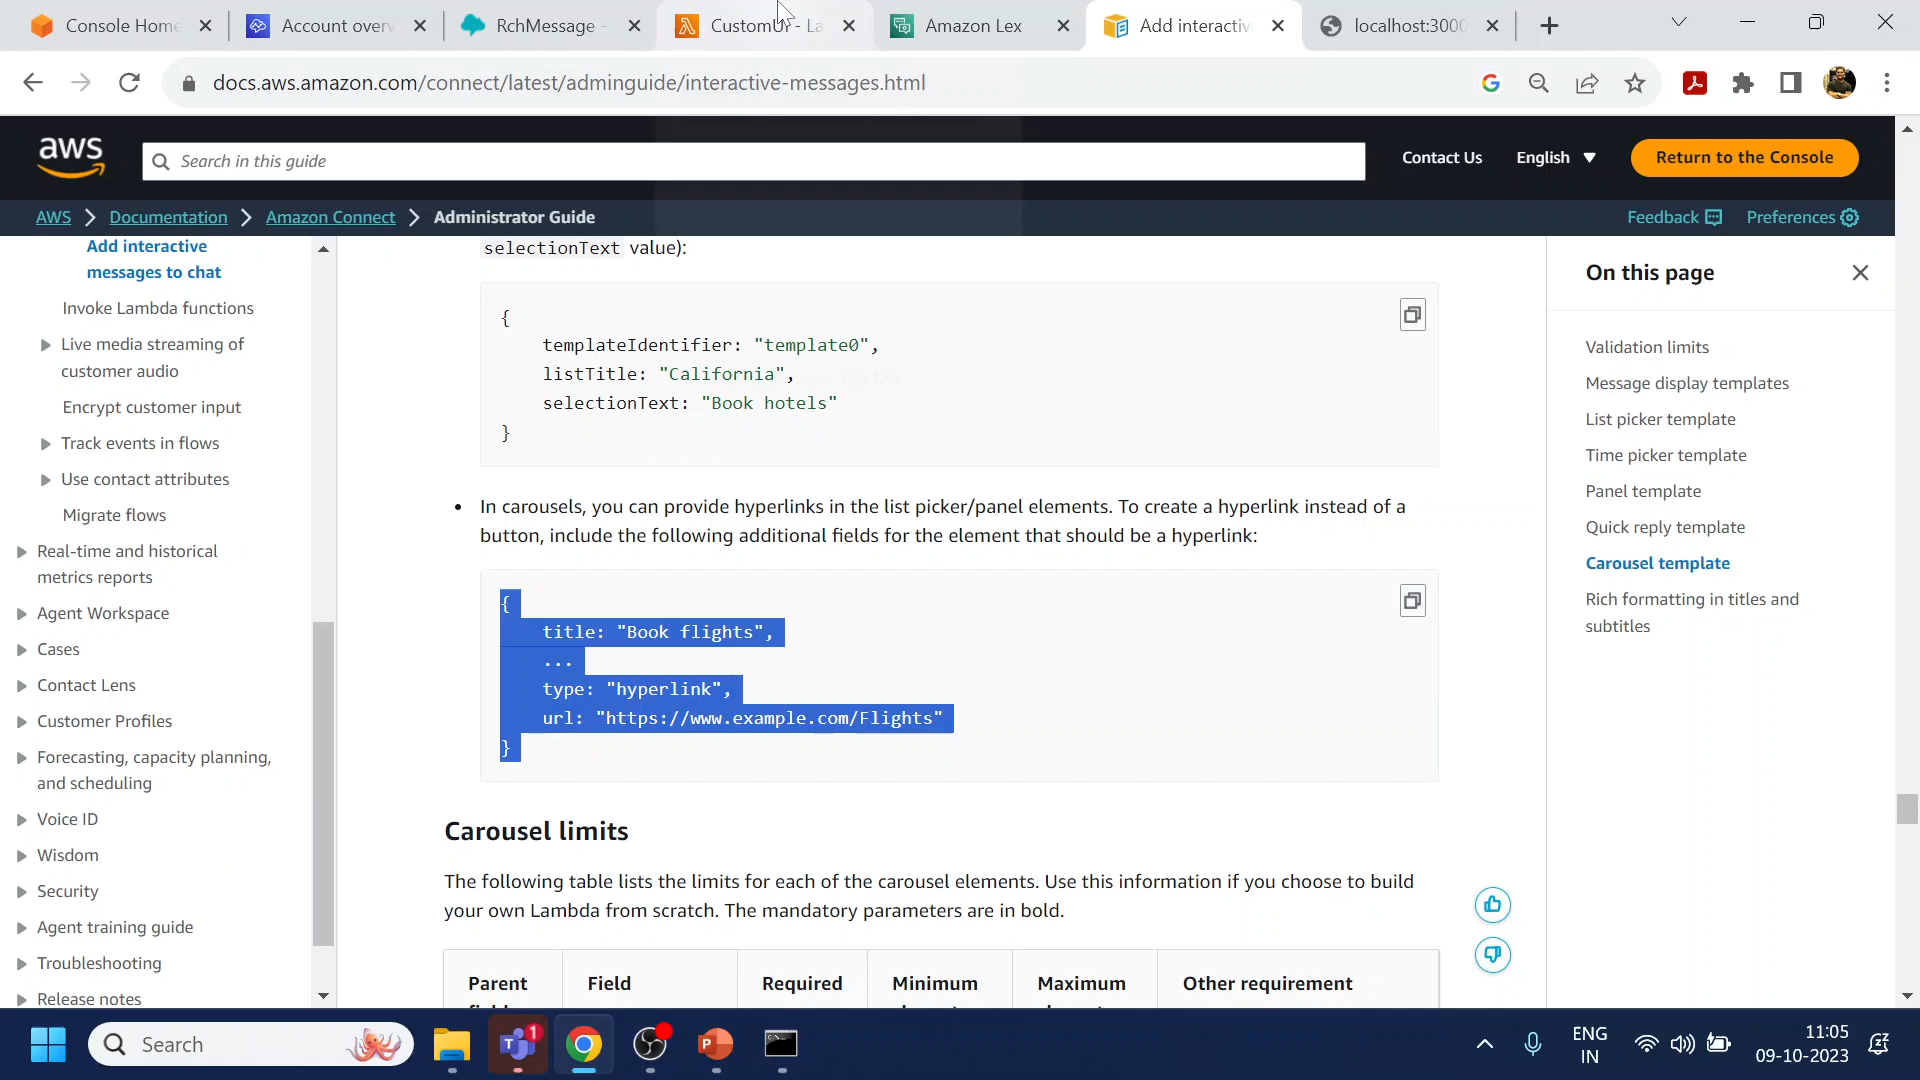 Console Home
Account over
RchMessage -
CustomUI - La
Amazon Lex
Add interactiv
localhost:3000
docs.aws.amazon.com/connect/latest/adminguide/interactive-messages.html
aws
Search in this guide
Contact Us
English
Return to the Console
AWS
Documentation
Amazon Connect
Administrator Guide
Feedback
Preferences
Add interactive
messages to chat
Invoke Lambda functions
Live media streaming of
customer audio
Encrypt customer input
Track events in flows
Use contact attributes
Migrate flows
Real-time and historical
metrics reports
Agent Workspace
Cases
Contact Lens
Customer Profiles
Forecasting, capacity planning,
and scheduling
Voice ID
Wisdom
Security
Agent training guide
Troubleshooting
Release notes
selectionText value):
{
templateIdentifier: "template0",
listTitle: "California",
selectionText: "Book hotels"
}
• In carousels, you can provide hyperlinks in the list picker/panel elements. To create a hyperlink instead of a
button, include the following additional fields for the element that should be a hyperlink:
{
title: "Book flights",
...
type: "hyperlink",
url: "https://www.example.com/Flights"
}
Carousel limits
The following table lists the limits for each of the carousel elements. Use this information if you choose to build
your own Lambda from scratch. The mandatory parameters are in bold.
Parent
Field
Required
Minimum
Maximum
Other requirement
On this page
Validation limits
Message display templates
List picker template
Time picker template
Panel template
Quick reply template
Carousel template
Rich formatting in titles and
subtitles
Search
1
ENG
IN
11:05
09-10-2023